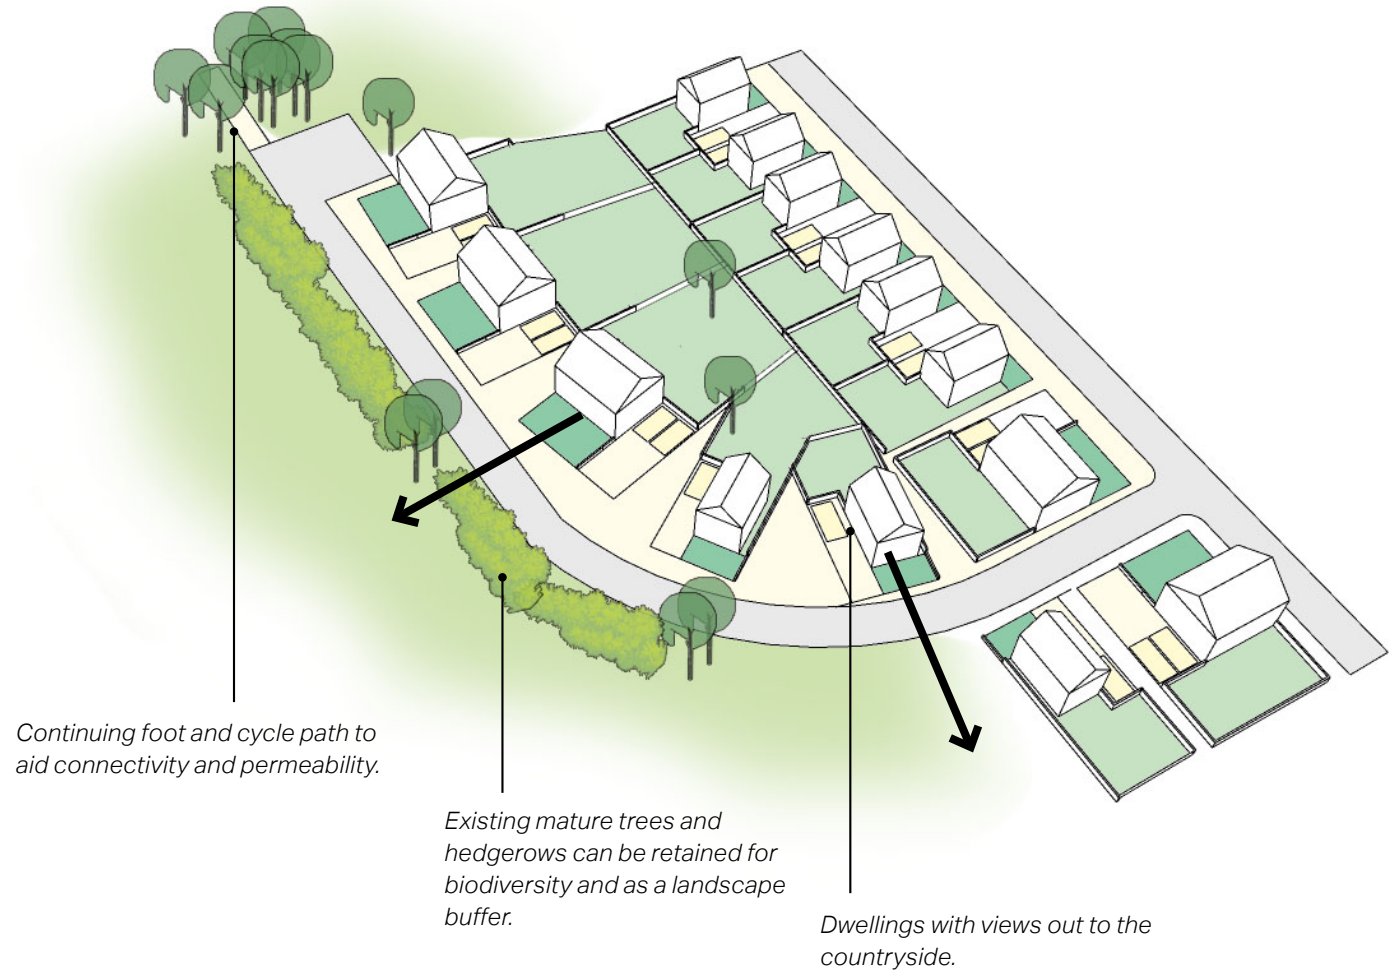 Continuing foot and cycle path to
aid connectivity and permeability.
Existing mature trees and
hedgerows can be retained for
biodiversity and as a landscape
buffer.
Dwellings with views out to the
countryside.